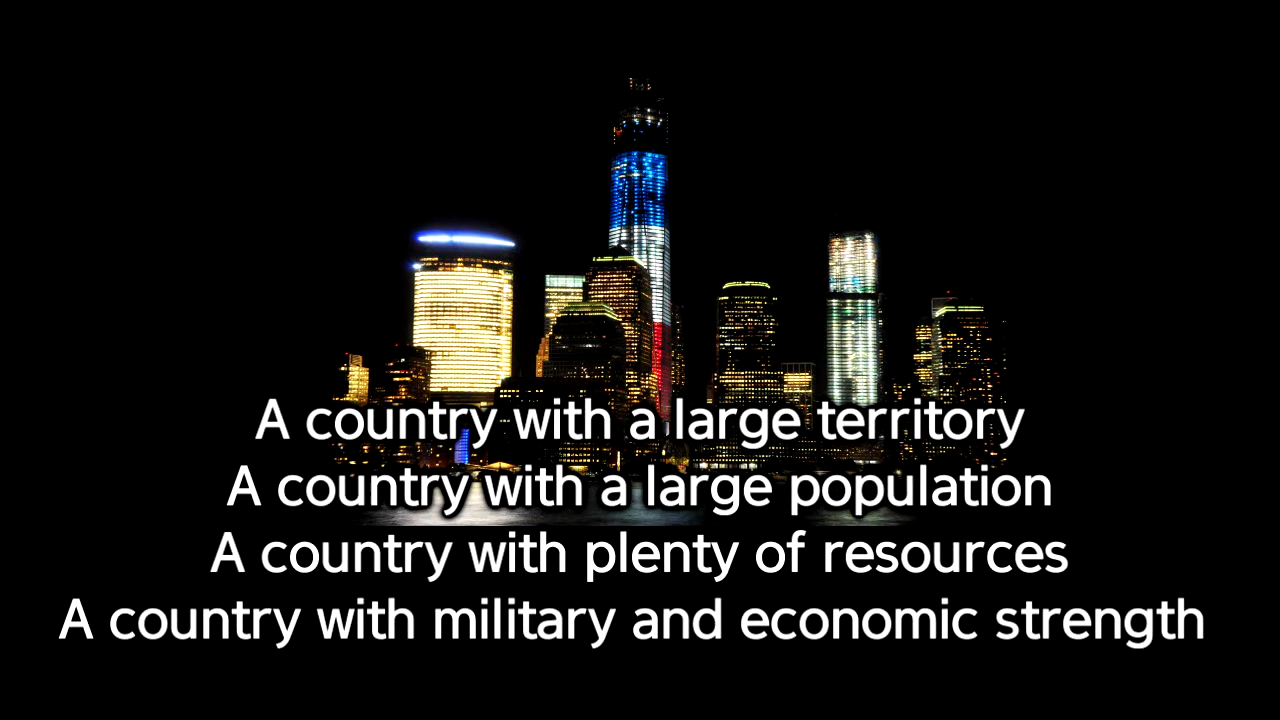 A country with a large territory
A country with a large population
A country with plenty of resources
A country with military and economic strength